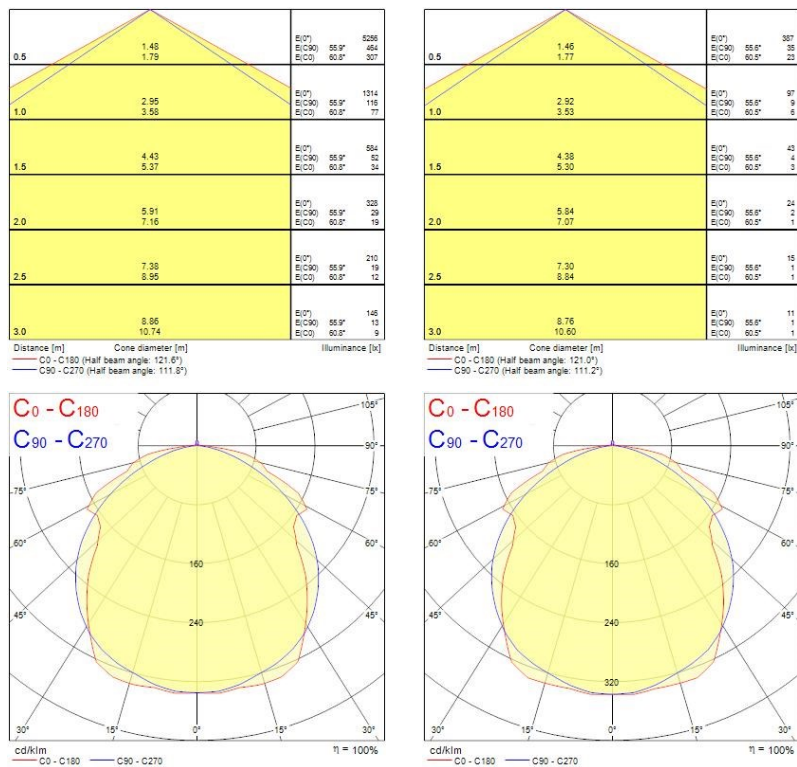 0.5
1.48
1.79
E(0°) 5256
E(C90) 55.9° 464
E(C0) 60.8° 307
1.0
2.95
3.58
E(0°) 1314
E(C90) 55.9° 116
E(C0) 60.8° 77
1.5
4.43
5.37
E(0°) 584
E(C90) 55.9° 52
E(C0) 60.8° 34
2.0
5.91
7.16
E(0°) 328
E(C90) 55.9° 29
E(C0) 60.8° 19
2.5
7.38
8.95
E(0°) 210
E(C90) 55.9° 19
E(C0) 60.8° 12
3.0
8.86
10.74
E(0°) 146
E(C90) 55.9° 13
E(C0) 60.8° 9
Distance [m] Cone diameter [m] Illuminance [lx]
C0 - C180 (Half beam angle: 121.6°)
C90 - C270 (Half beam angle: 111.8°)
0.5
1.46
1.77
E(0°) 387
E(C90) 55.6° 35
E(C0) 60.5° 23
1.0
2.92
3.53
E(0°) 97
E(C90) 55.6° 9
E(C0) 60.5° 6
1.5
4.38
5.30
E(0°) 43
E(C90) 55.6° 4
E(C0) 60.5° 3
2.0
5.84
7.07
E(0°) 24
E(C90) 55.6° 2
E(C0) 60.5° 1
2.5
7.30
8.84
E(0°) 15
E(C90) 55.6° 1
E(C0) 60.5° 1
3.0
8.76
10.60
E(0°) 11
E(C90) 55.6° 1
E(C0) 60.5° 1
Distance [m] Cone diameter [m] Illuminance [lx]
C0 - C180 (Half beam angle: 121.0°)
C90 - C270 (Half beam angle: 111.2°)
C0 - C180
C90 - C270
105°
90°
75° 75°
60° 60°
160
45° 45°
240
30° 15° 0° 15° 30°
cd/klm η = 100%
C0 - C180 C90 - C270
C0 - C180
C90 - C270
105°
90°
75° 75°
60° 60°
160
45° 45°
240
320
30° 15° 0° 15° 30°
cd/klm η = 100%
C0 - C180 C90 - C270